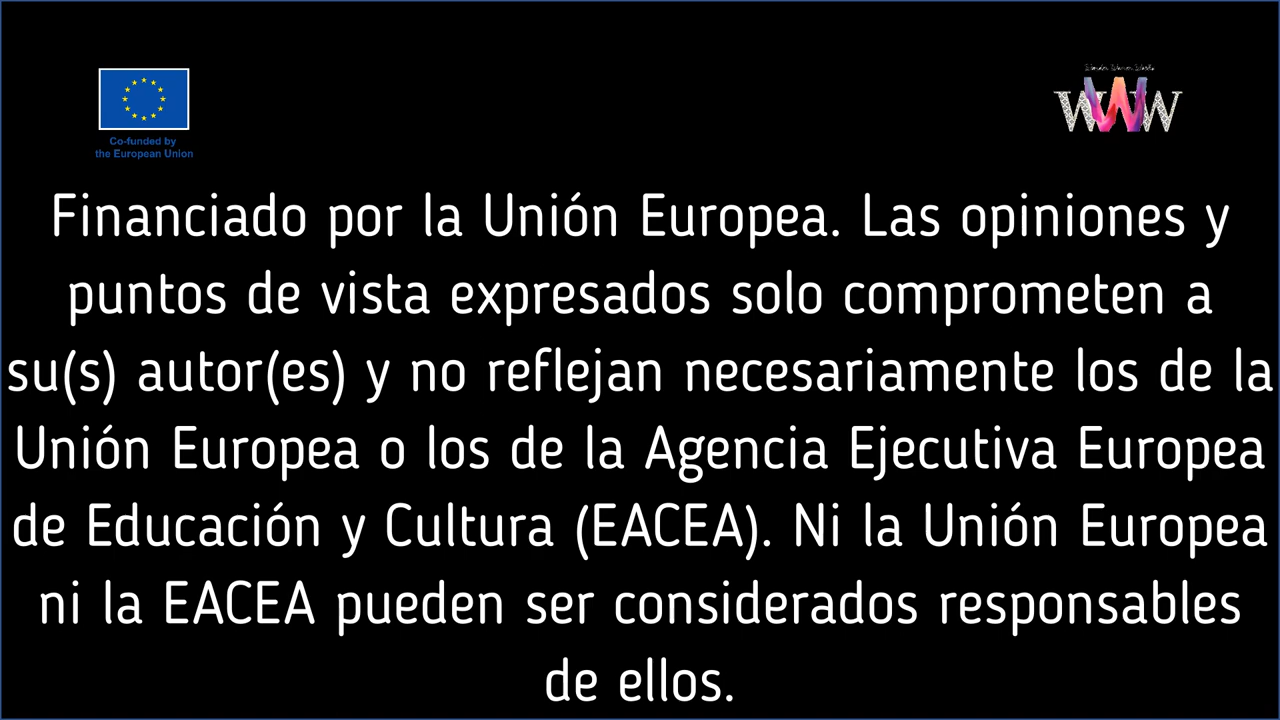 Co-funded by
the European Union
WWW
Financiado por la Unión Europea. Las opiniones y
puntos de vista expresados solo comprometen a
su(s) autor(es) y no reflejan necesariamente los de la
Unión Europea o los de la Agencia Ejecutiva Europea
de Educación y Cultura (EACEA). Ni la Unión Europea
ni la EACEA pueden ser considerados responsables
de ellos.